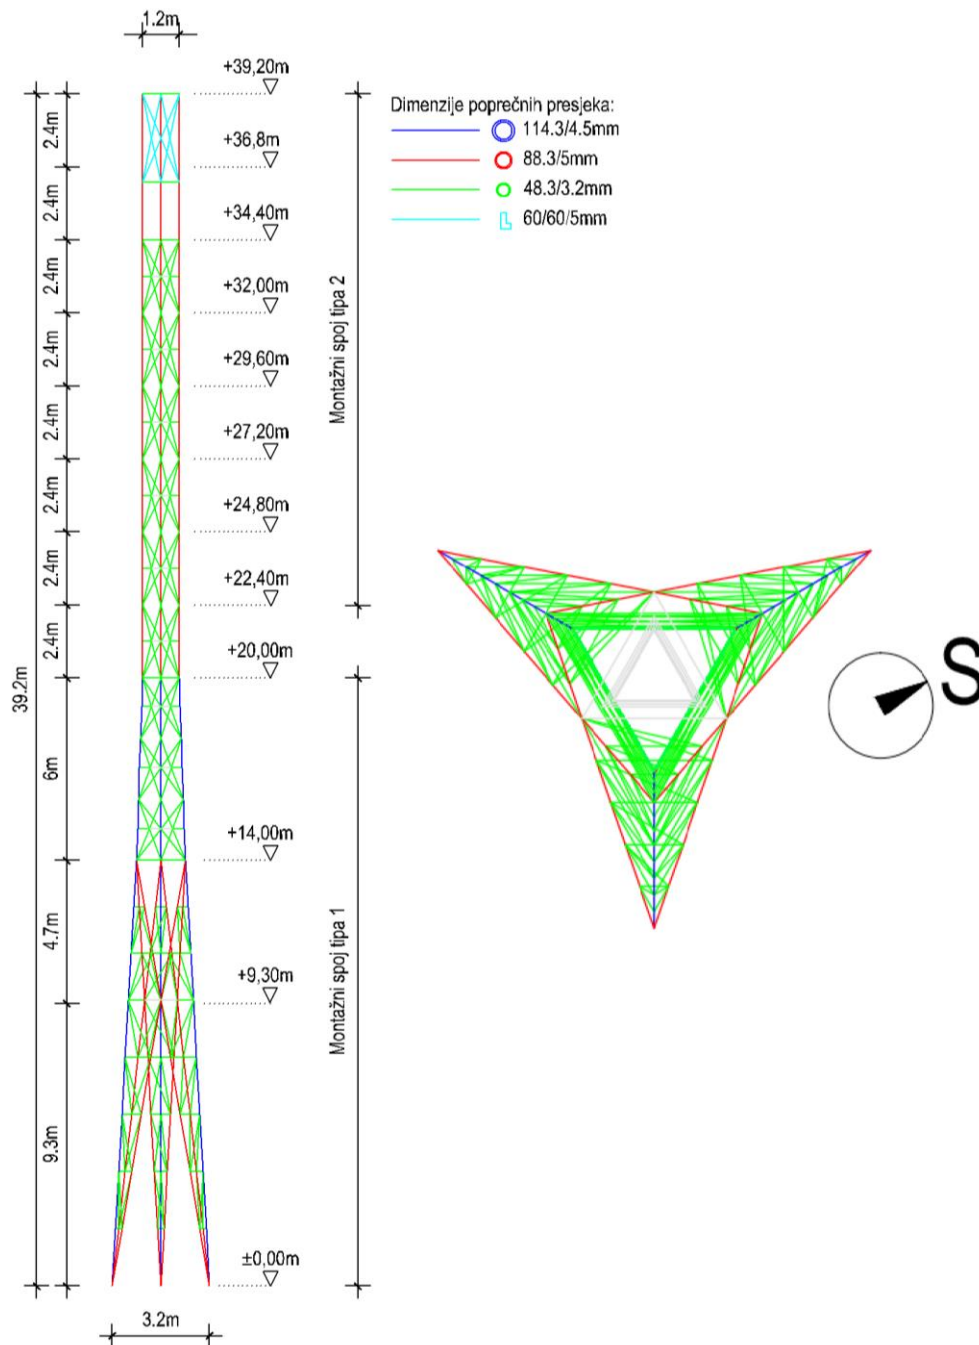 1.2m
+39,20m
+36,8m
+34,40m
+32,00m
+29,60m
+27,20m
+24,80m
+22,40m
+20,00m
+14,00m
+9,30m
±0,00m
2.4m
2.4m
2.4m
2.4m
2.4m
2.4m
2.4m
2.4m
6m
4.7m
9.3m
39.2m
3.2m
Montažni spoj tipa 2
Montažni spoj tipa 1
Dimenzije poprečnih presjeka:
114.3/4.5mm
88.3/5mm
48.3/3.2mm
60/60/5mm
S